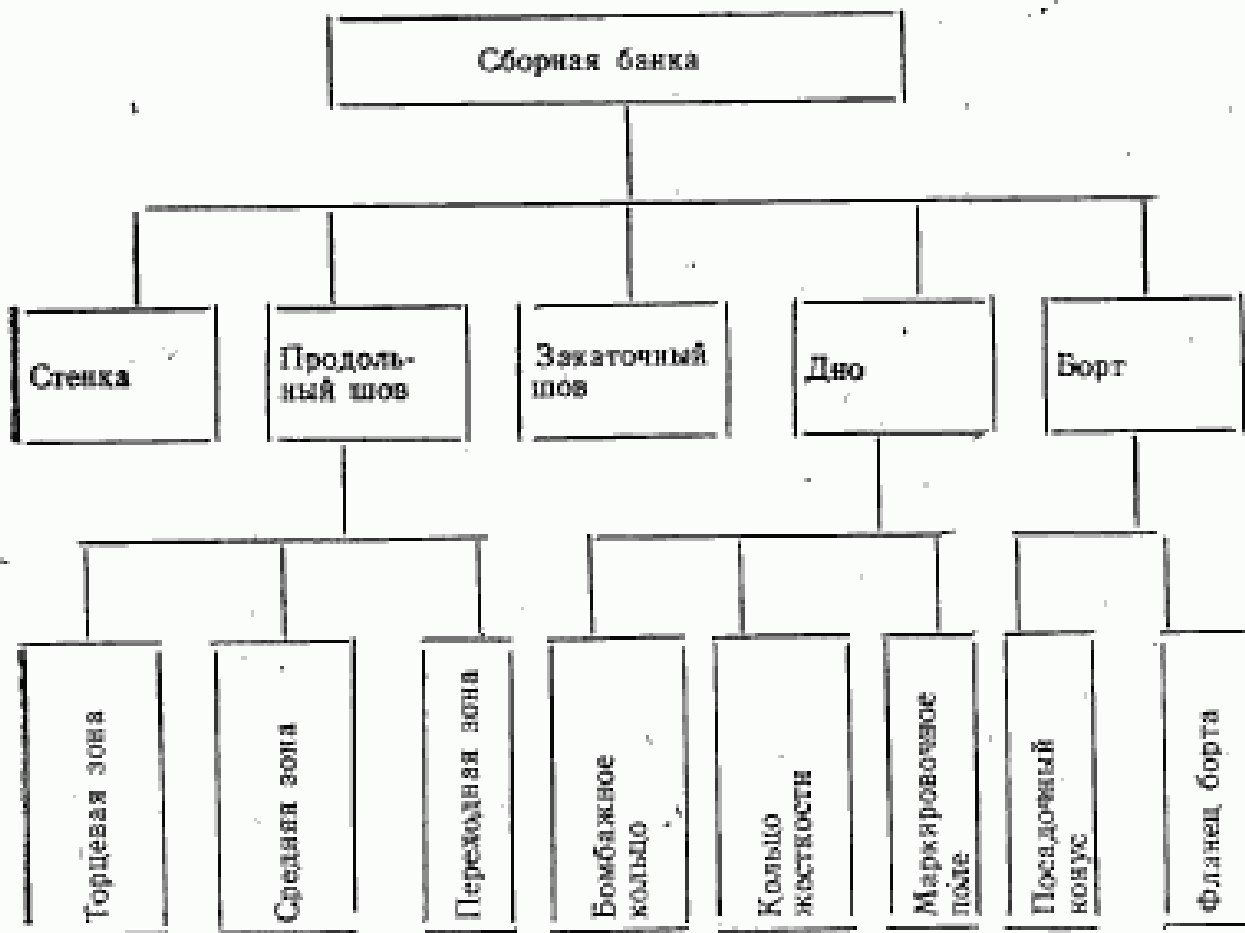 Сборная банка
Стенка
Продоль-
ный шов
Закаточный
шов
Дно
Борт
Торцевая зона
Средняя зона
Переходная зона
Бомбажное
кольцо
Кольцо
жесткости
Маркировочное
поле
Посадочный
конус
Фланец борта